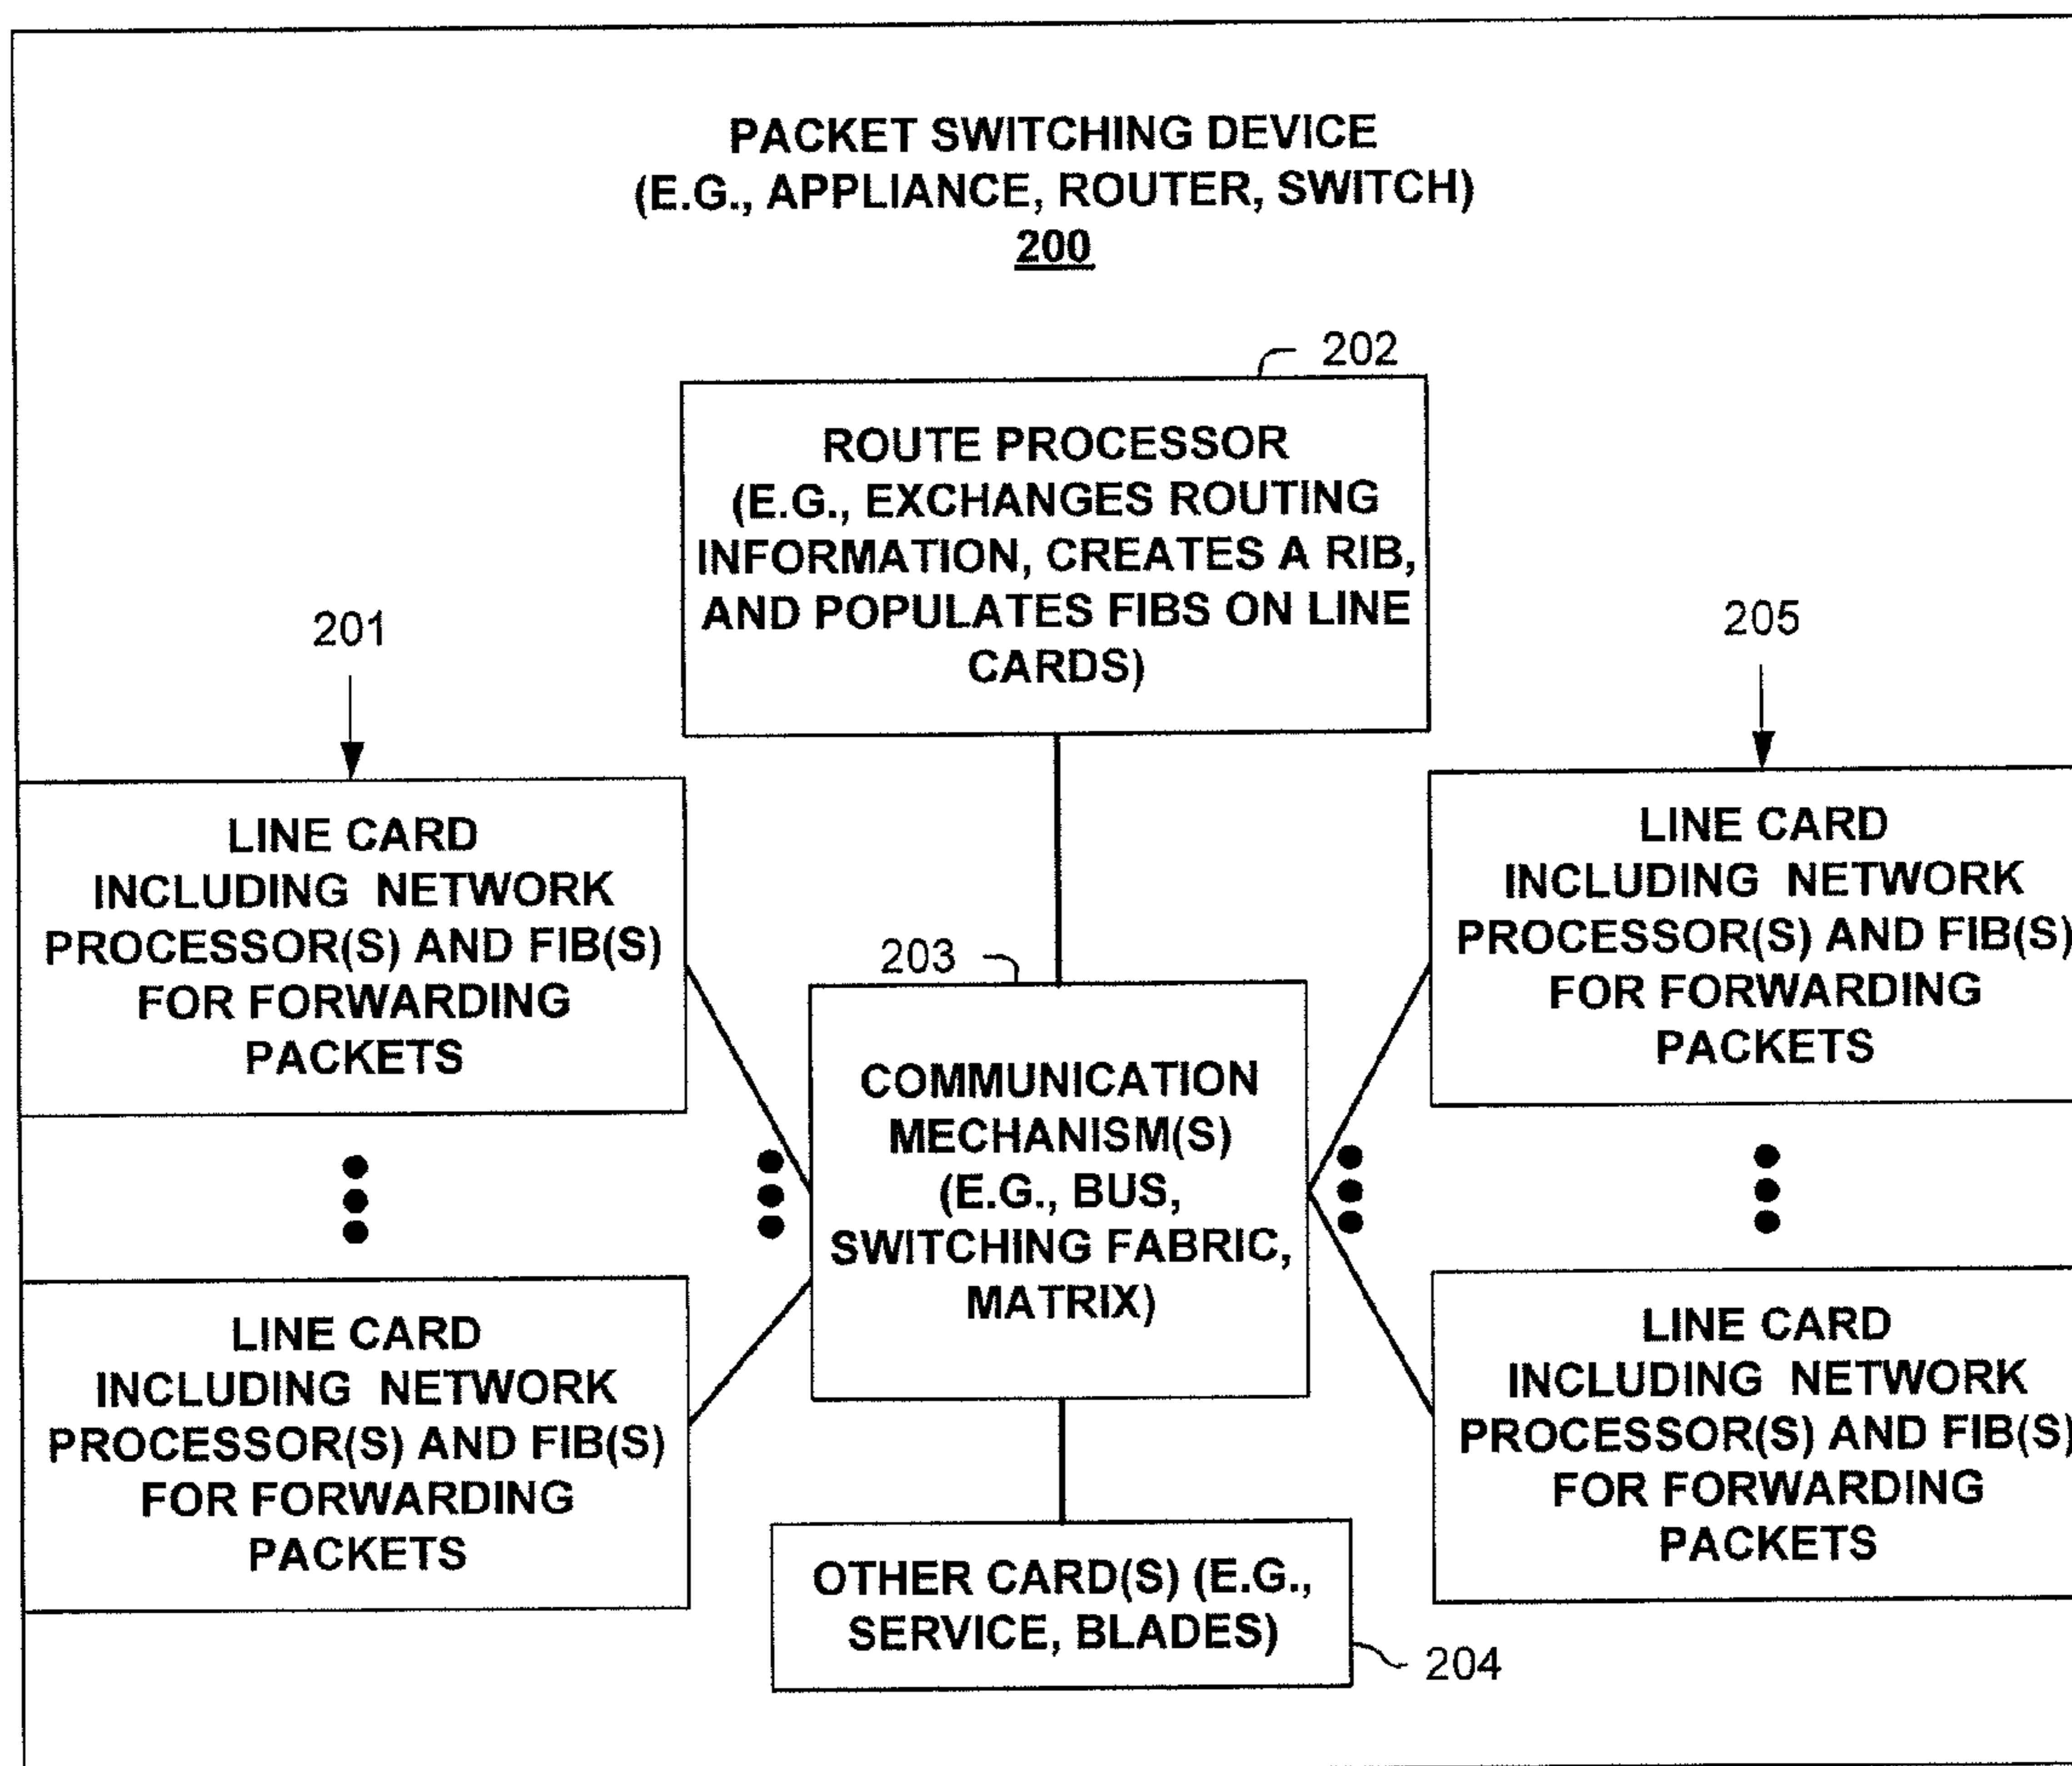 PACKET SWITCHING DEVICE
(E.G., APPLIANCE, ROUTER, SWITCH)
200
202
ROUTE PROCESSOR
(E.G., EXCHANGES ROUTING
INFORMATION, CREATES A RIB,
AND POPULATES FIBS ON LINE
CARDS)
201
205
LINE CARD
INCLUDING NETWORK
PROCESSOR(S) AND FIB(S)
FOR FORWARDING
PACKETS
LINE CARD
INCLUDING NETWORK
PROCESSOR(S) AND FIB(S)
FOR FORWARDING
PACKETS
203
COMMUNICATION
MECHANISM(S)
(E.G., BUS,
SWITCHING FABRIC,
MATRIX)
LINE CARD
INCLUDING NETWORK
PROCESSOR(S) AND FIB(S)
FOR FORWARDING
PACKETS
LINE CARD
INCLUDING NETWORK
PROCESSOR(S) AND FIB(S)
FOR FORWARDING
PACKETS
OTHER CARD(S) (E.G.,
SERVICE, BLADES)
204